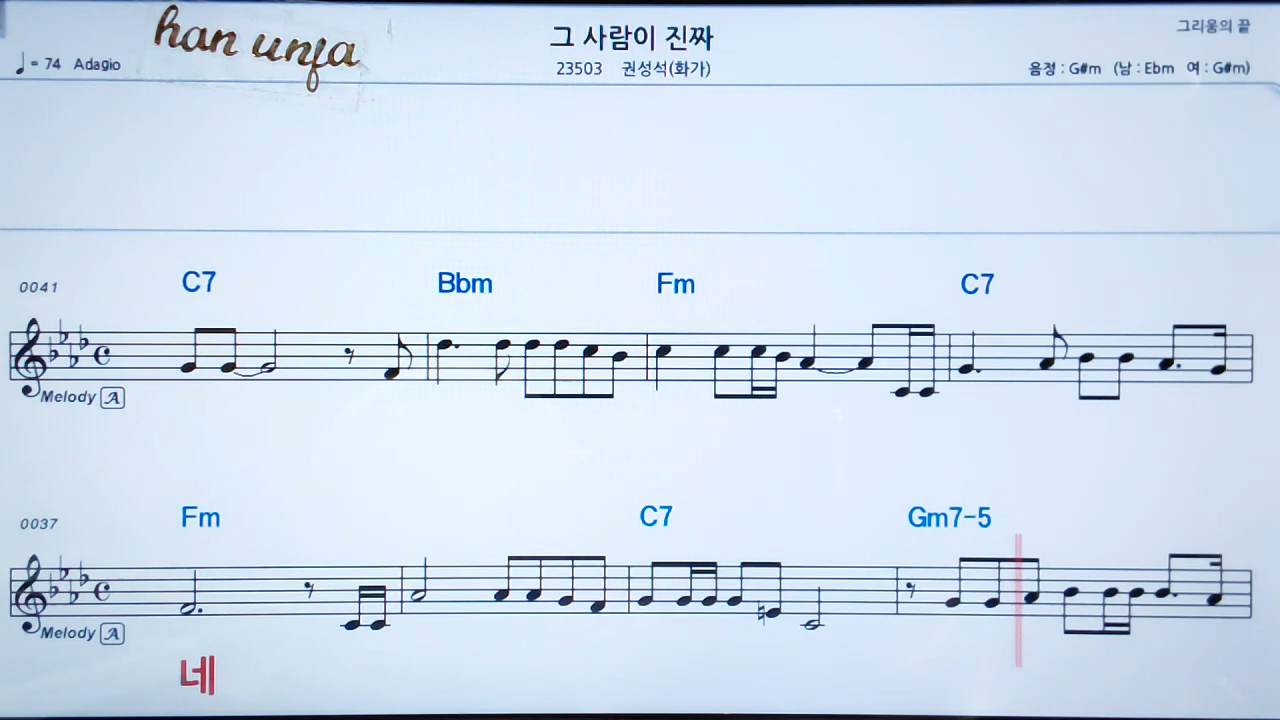 han unfa
그 사람이 진짜
그리움의 끝
♩= 74 Adagio
23503 권성석(화가)
음정 : G#m (남 : Ebm 여 : G#m)
C7 Bbm Fm C7
0041
Melody A
Fm C7 Gm7-5
0037
Melody A
네